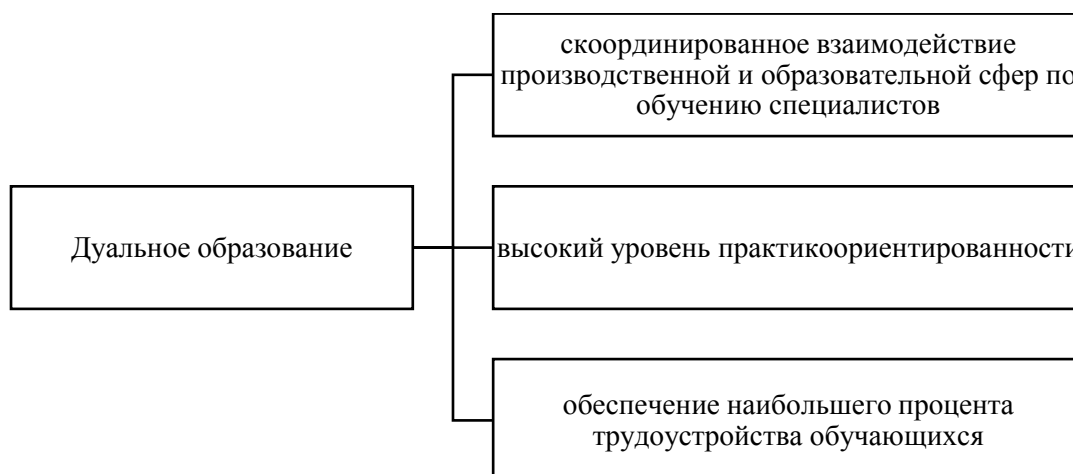 скоординированное взаимодействие
производственной и образовательной сфер по
обучению специалистов
Дуальное образование
высокий уровень практикоориентированности
обеспечение наибольшего процента
трудоустройства обучающихся